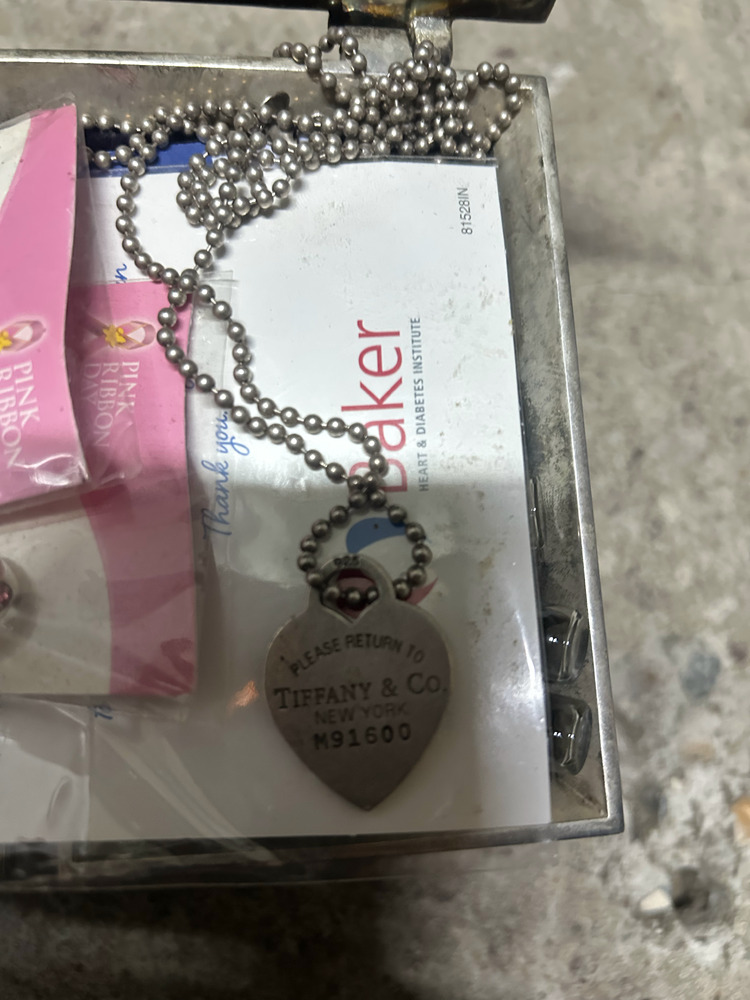 81528IN
Baker
HEART & DIABETES INSTITUTE
Thank you.
PINK
RIBBON
DAY
PINK
RIBBON
925
PLEASE RETURN TO
TIFFANY & Co.
NEW YORK
M91600